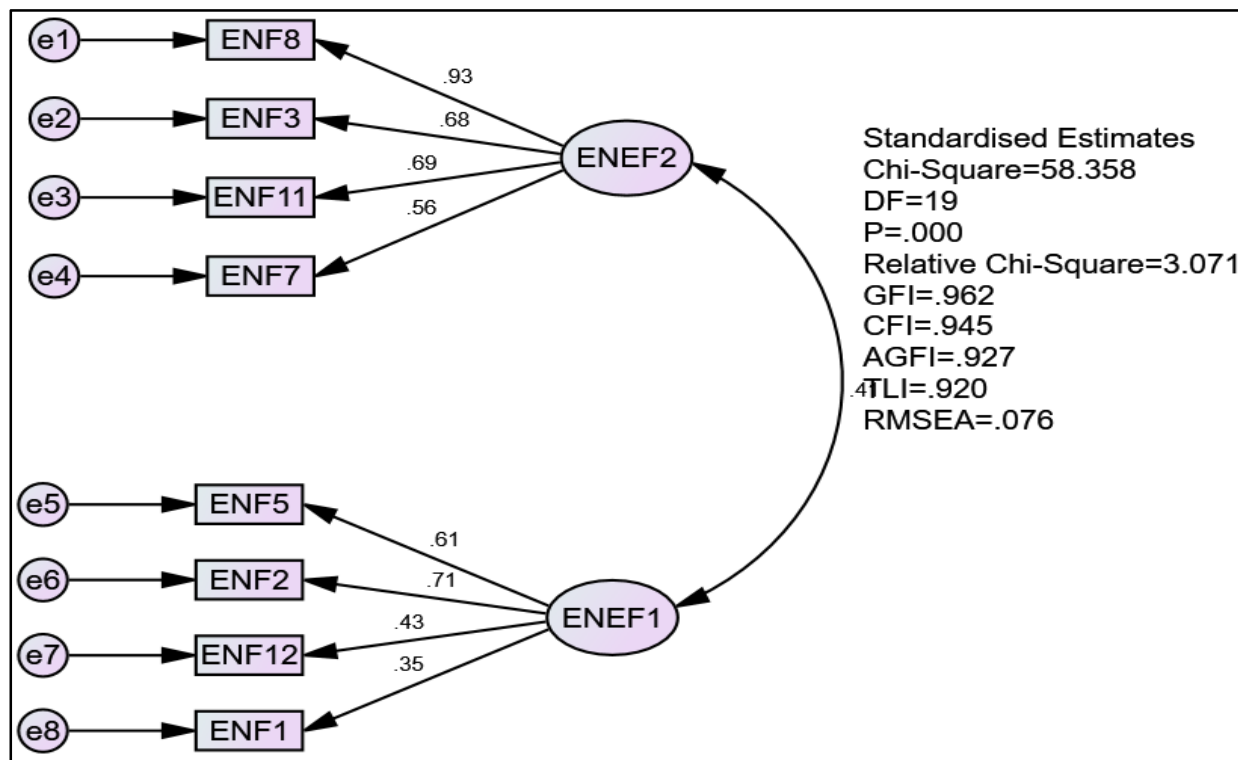 e1
ENF8
.93
e2
ENF3
.68
ENEF2
e3
ENF11
.69
e4
ENF7
.56
Standardised Estimates
Chi-Square=58.358
DF=19
P=.000
Relative Chi-Square=3.071
GFI=.962
CFI=.945
AGFI=.927
TLI=.920
RMSEA=.076
e5
ENF5
.61
e6
ENF2
.71
ENEF1
e7
ENF12
.43
e8
ENF1
.35